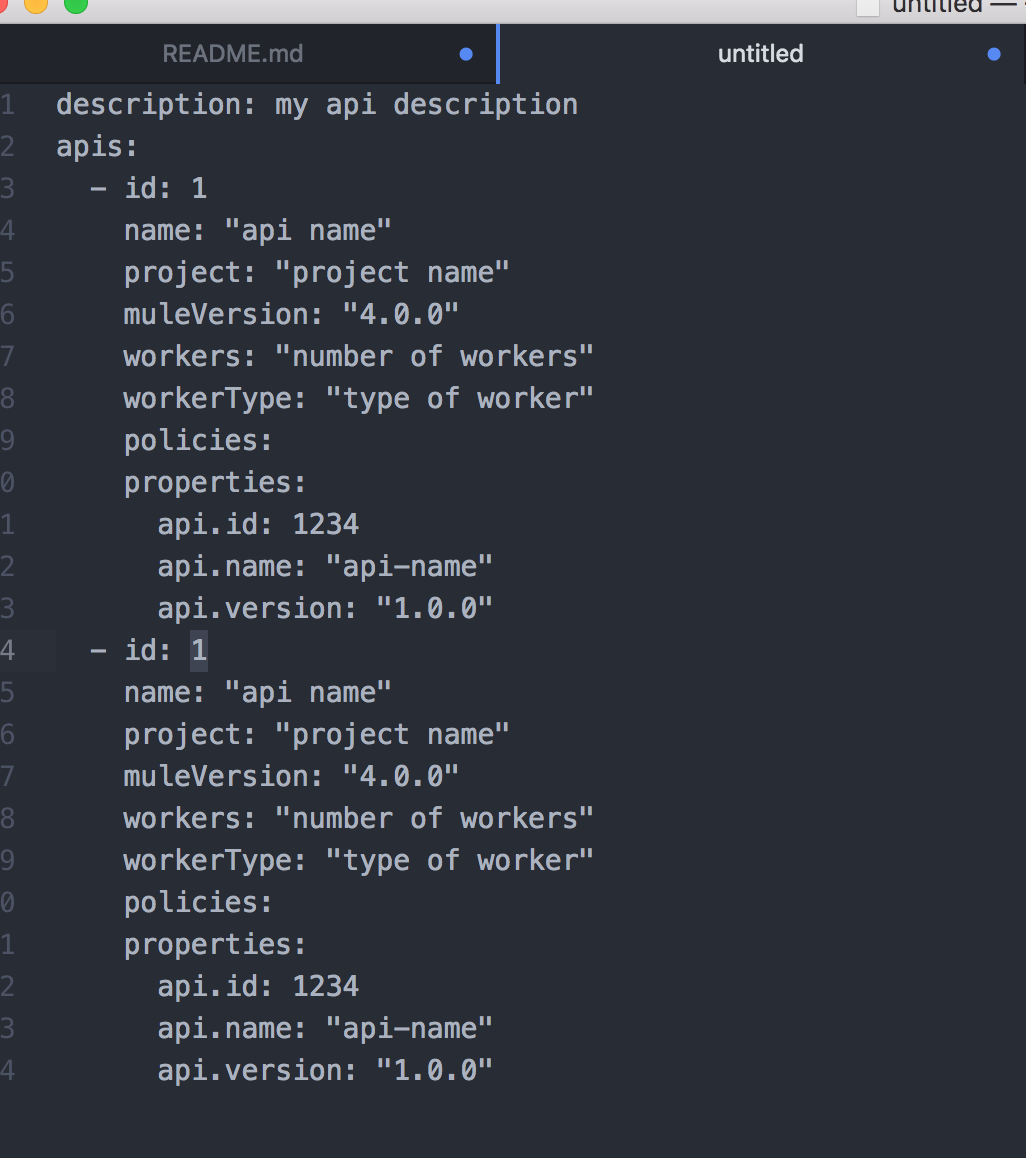 untitled —
README.md
untitled
1 description: my api description
2 apis:
3   - id: 1
4     name: "api name"
5     project: "project name"
6     muleVersion: "4.0.0"
7     workers: "number of workers"
8     workerType: "type of worker"
9     policies:
0     properties:
1       api.id: 1234
2       api.name: "api-name"
3       api.version: "1.0.0"
4   - id: 1
5     name: "api name"
6     project: "project name"
7     muleVersion: "4.0.0"
8     workers: "number of workers"
9     workerType: "type of worker"
0     policies:
1     properties:
2       api.id: 1234
3       api.name: "api-name"
4       api.version: "1.0.0"